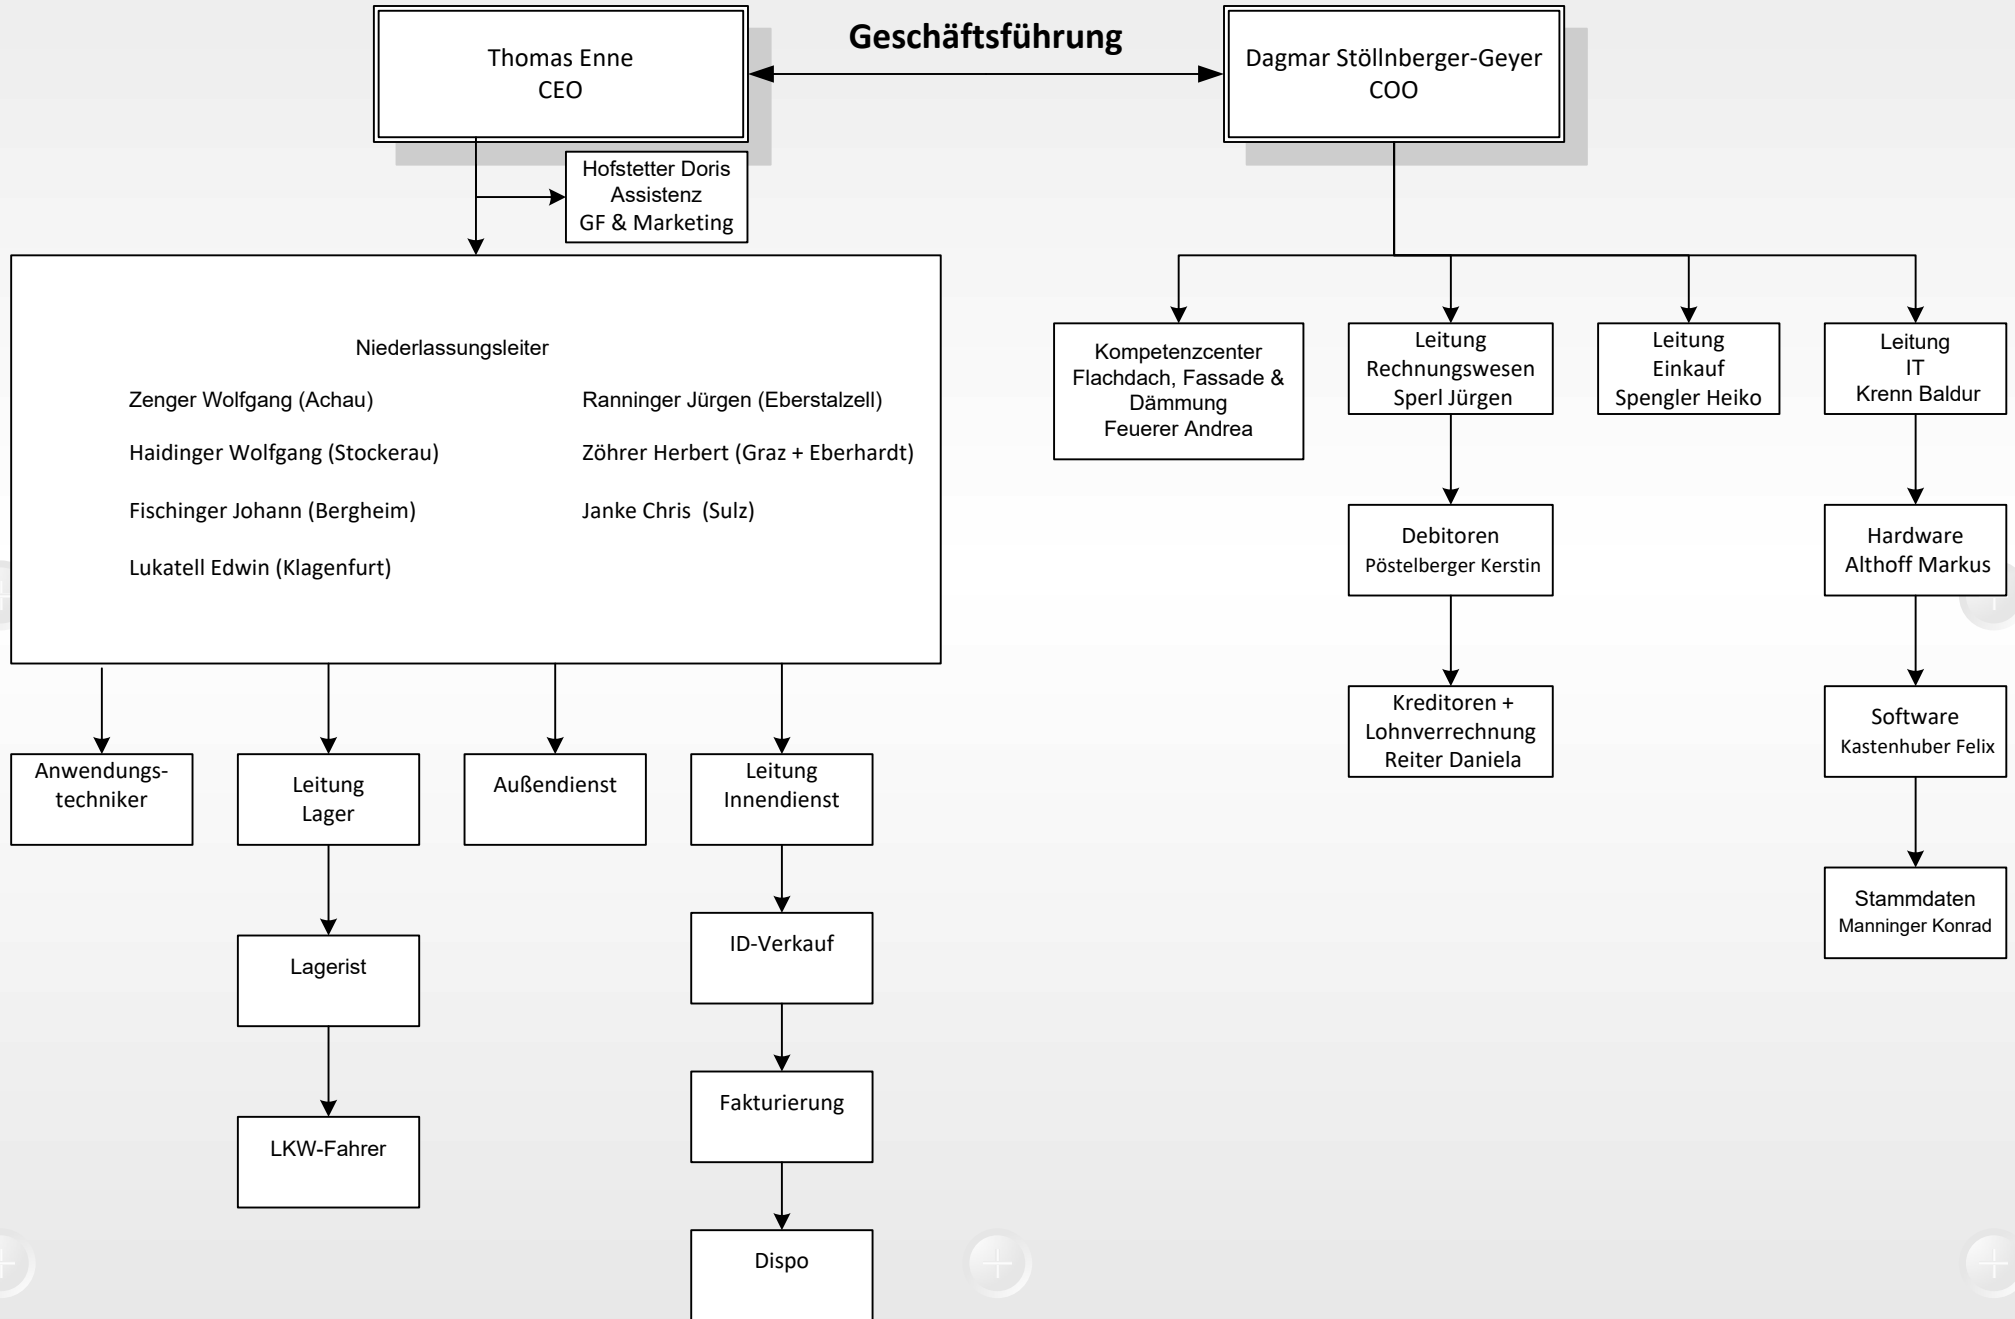 Geschäftsführung
Thomas Enne
CEO
Dagmar Stöllnberger-Geyer
COO
Hofstetter Doris
Assistenz
GF & Marketing
Niederlassungsleiter
Zenger Wolfgang (Achau)
Ranninger Jürgen (Eberstalzell)
Haidinger Wolfgang (Stockerau)
Zöhrer Herbert (Graz + Eberhardt)
Fischinger Johann (Bergheim)
Janke Chris  (Sulz)
Lukatell Edwin (Klagenfurt)
Kompetenzcenter
Flachdach, Fassade &
Dämmung
Feuerer Andrea
Leitung
Rechnungswesen
Sperl Jürgen
Leitung
Einkauf
Spengler Heiko
Leitung
IT
Krenn Baldur
Debitoren
Pöstelberger Kerstin
Hardware
Althoff Markus
Kreditoren +
Lohnverrechnung
Reiter Daniela
Software
Kastenhuber Felix
Stammdaten
Manninger Konrad
Anwendungs-
techniker
Leitung
Lager
Außendienst
Leitung
Innendienst
Lagerist
ID-Verkauf
LKW-Fahrer
Fakturierung
Dispo